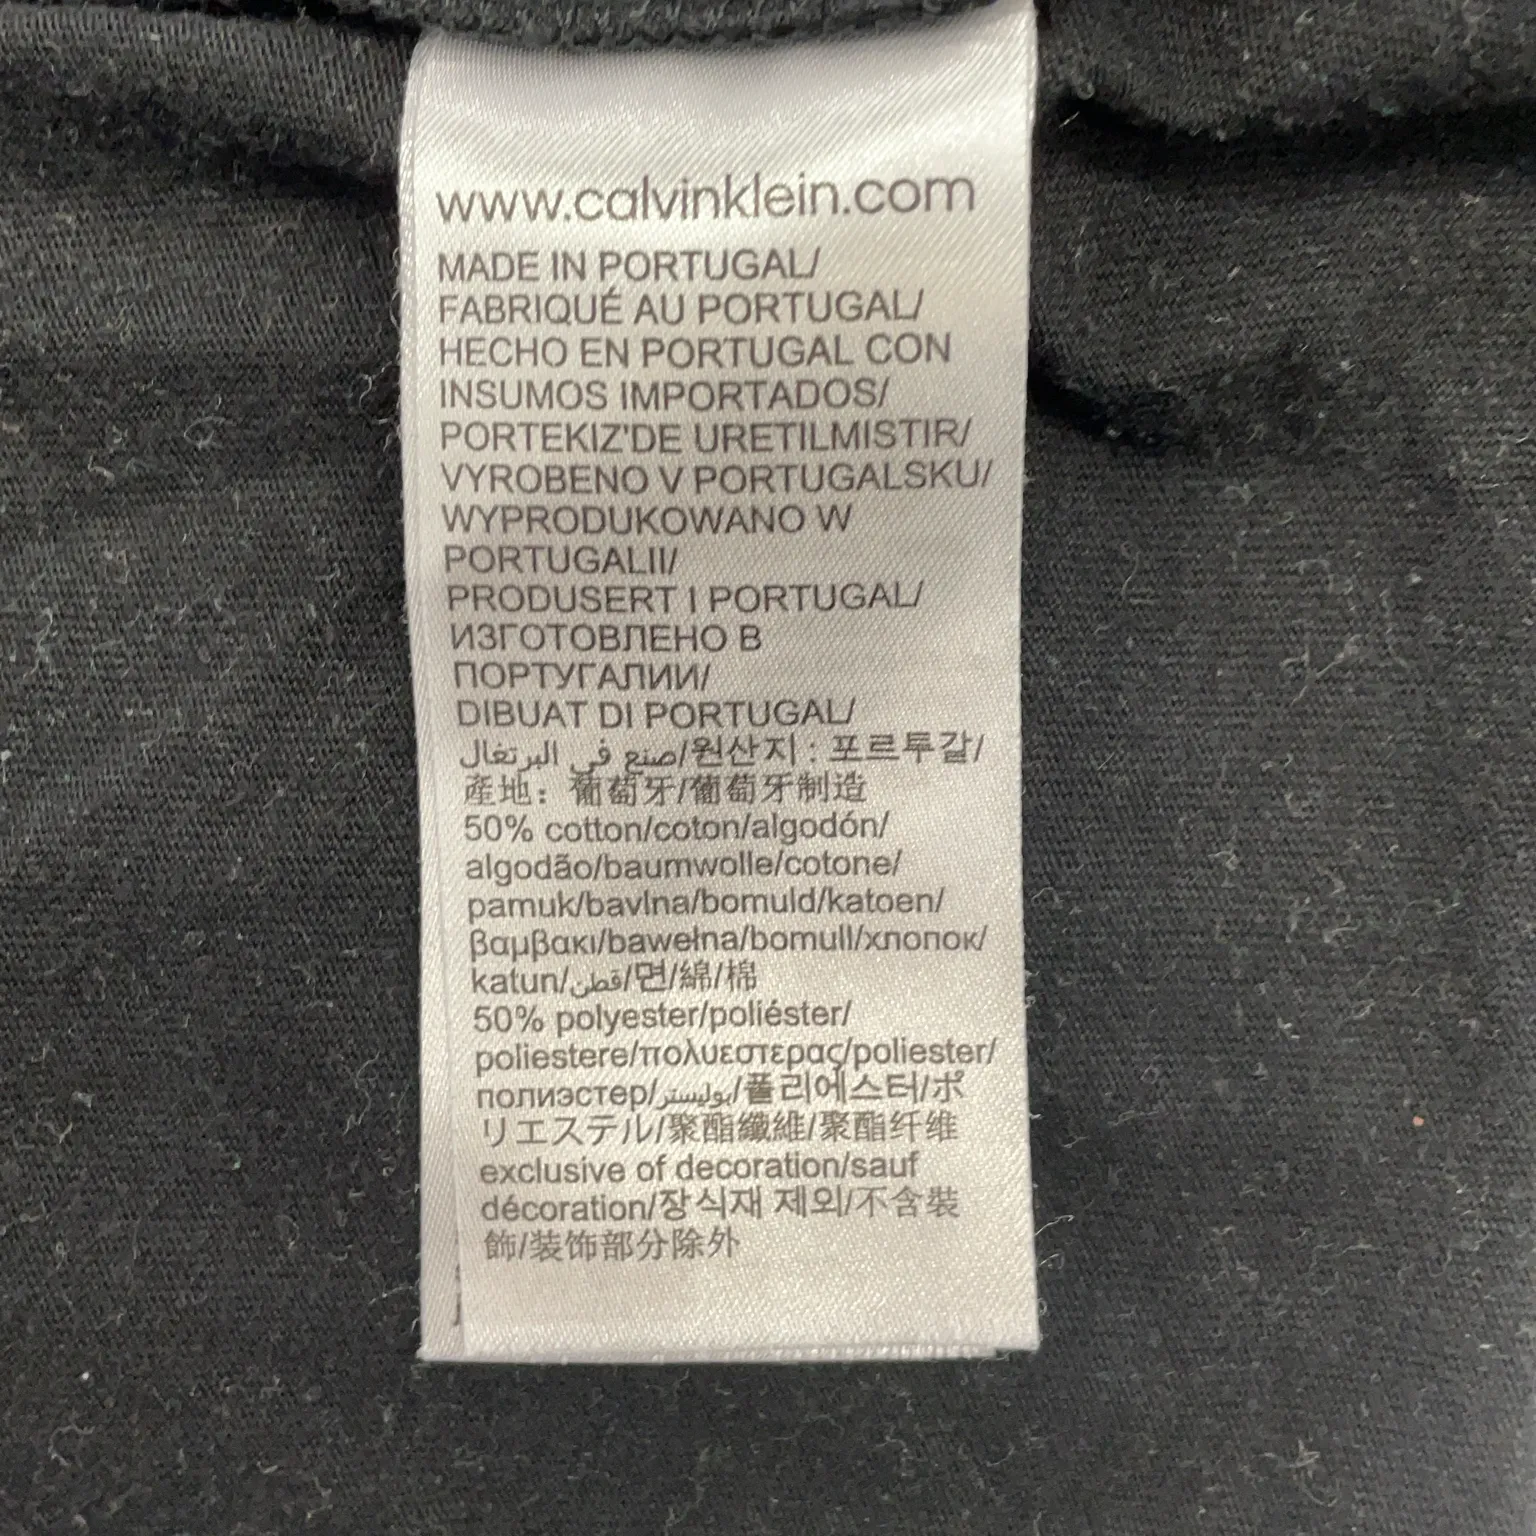 www.calvinklein.com
MADE IN PORTUGAL/
FABRIQUÉ AU PORTUGAL/
HECHO EN PORTUGAL CON
INSUMOS IMPORTADOS/
PORTEKIZ'DE URETILMISTIR/
VYROBENO V PORTUGALSKU/
WYPRODUKOWANO W
PORTUGALII/
PRODUSERT I PORTUGAL/
ИЗГОТОВЛЕНО В
ПОРТУГАЛИИ/
DIBUAT DI PORTUGAL/
صنع في البرتغال/원산지 : 포르투갈/
產地：葡萄牙/葡萄牙制造
50% cotton/coton/algodón/
algodão/baumwolle/cotone/
pamuk/bavlna/bomuld/katoen/
βαμβακι/bawełna/bomull/хлопок/
katun/قطن/면/綿/棉
50% polyester/poliéster/
poliestere/πολυεστερας/poliester/
полиэстер/بوليستر/폴리에스터/ポ
リエステル/聚酯纖維/聚酯纤维
exclusive of decoration/sauf
décoration/장식재 제외/不含裝
飾/装饰部分除外